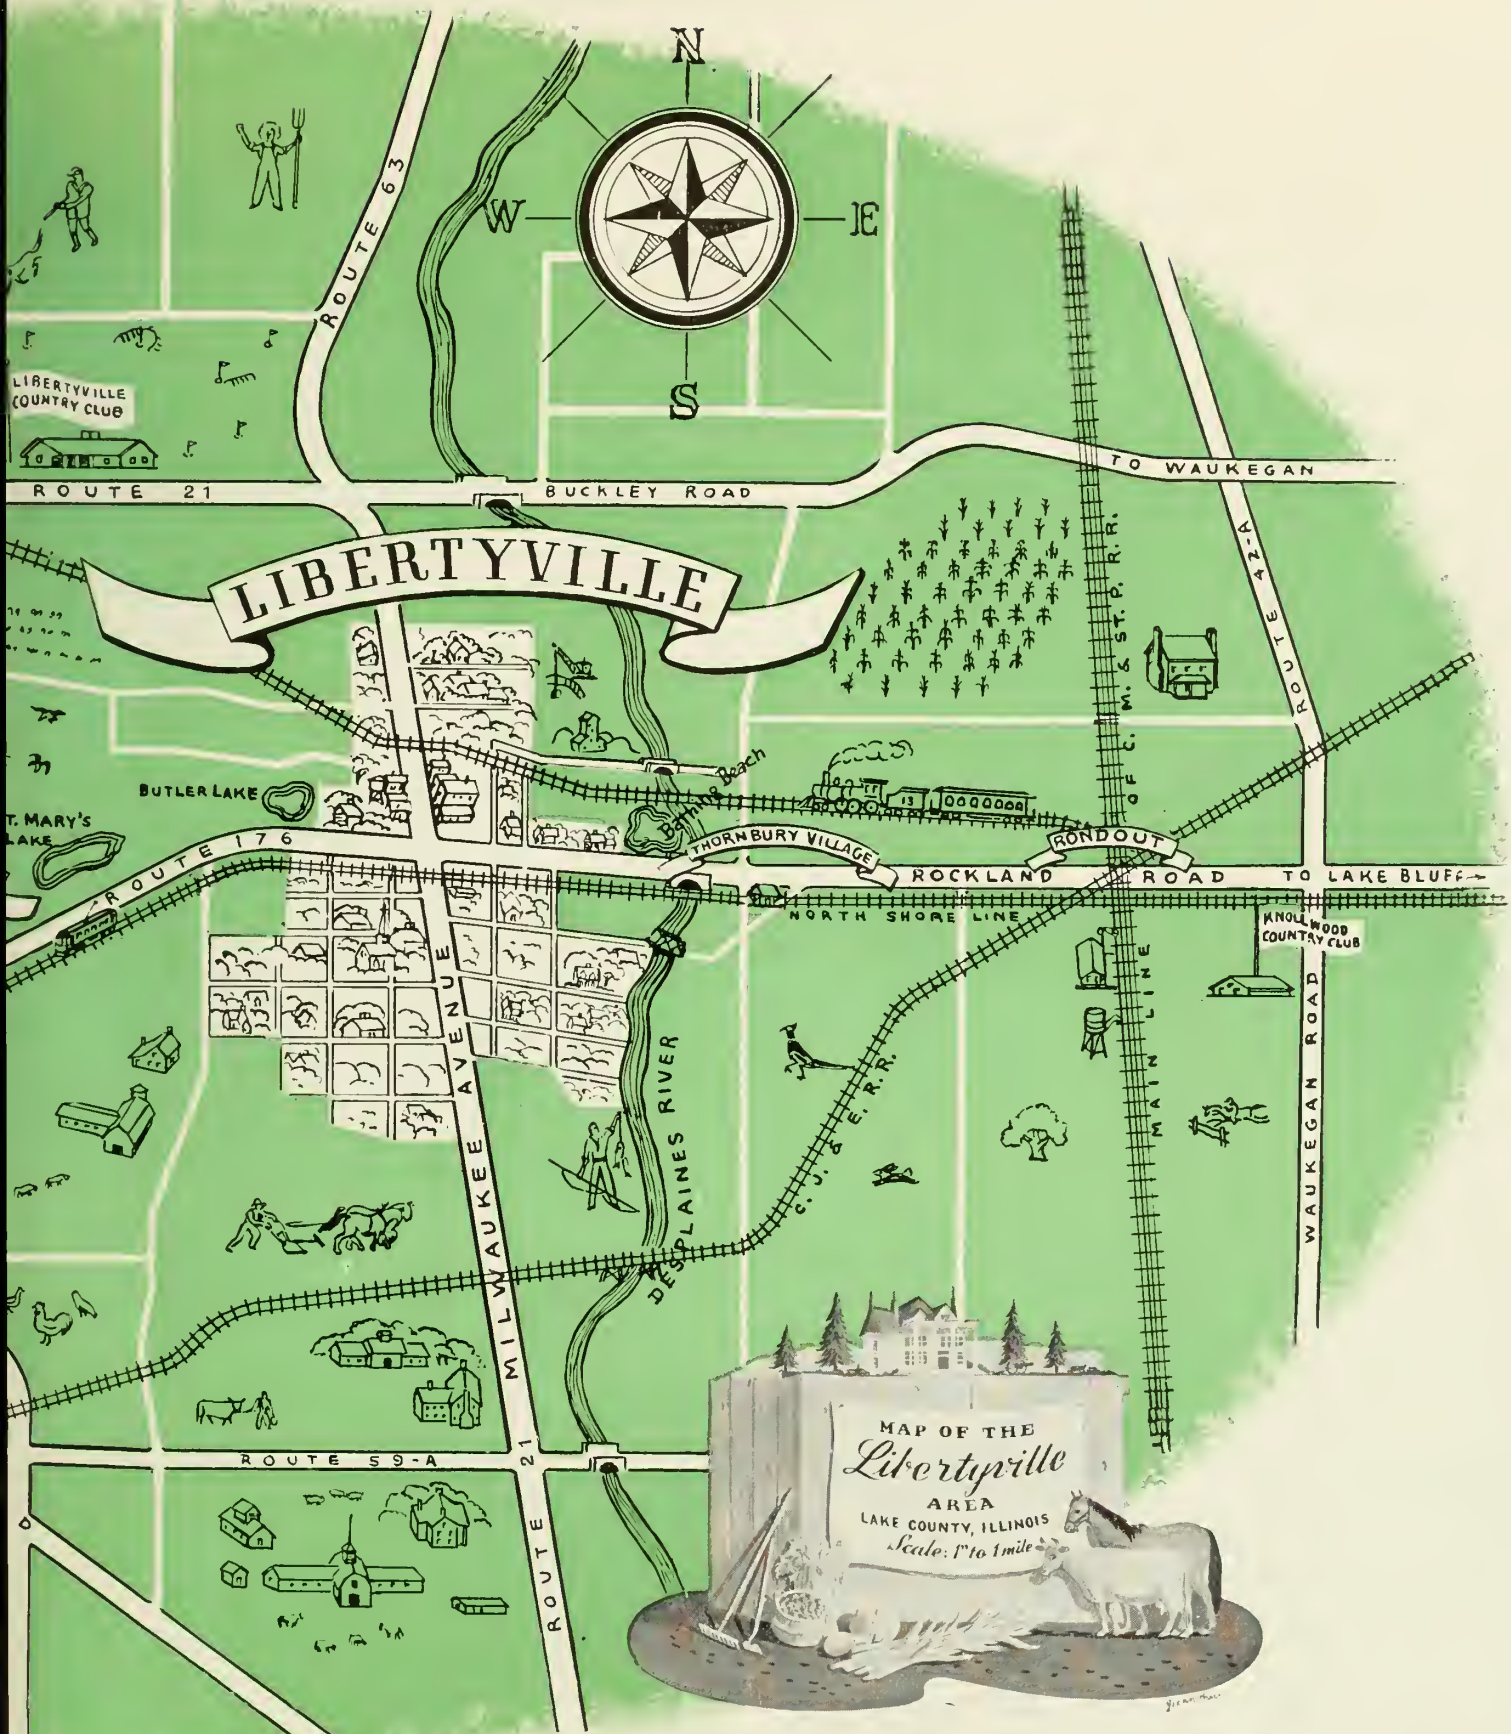 N
W
E
S
ROUTE 63
LIBERTYVILLE
COUNTRY CLUB
ROUTE 21
BUCKLEY ROAD
TO WAUKEGAN
LIBERTYVILLE
ROUTE 42-A
ROUTE
OF C. M. & ST. P. R. R.
MAIN LINE
BUTLER LAKE
T. MARY'S
LAKE
ROUTE 176
Bathing Beach
13
THORNBURY VILLAGE
RONDOUT
ROCKLAND ROAD TO LAKE BLUFF
NORTH SHORE LINE
KNOLLWOOD
COUNTRY CLUB
WAUKEGAN ROAD
MILWAUKEE AVENUE
DESPLAINES RIVER
C. J. & E. R. R.
ROUTE 59-A
ROUTE 21
MAP OF THE
Libertyville
AREA
LAKE COUNTY, ILLINOIS
Scale: 1" to 1 mile